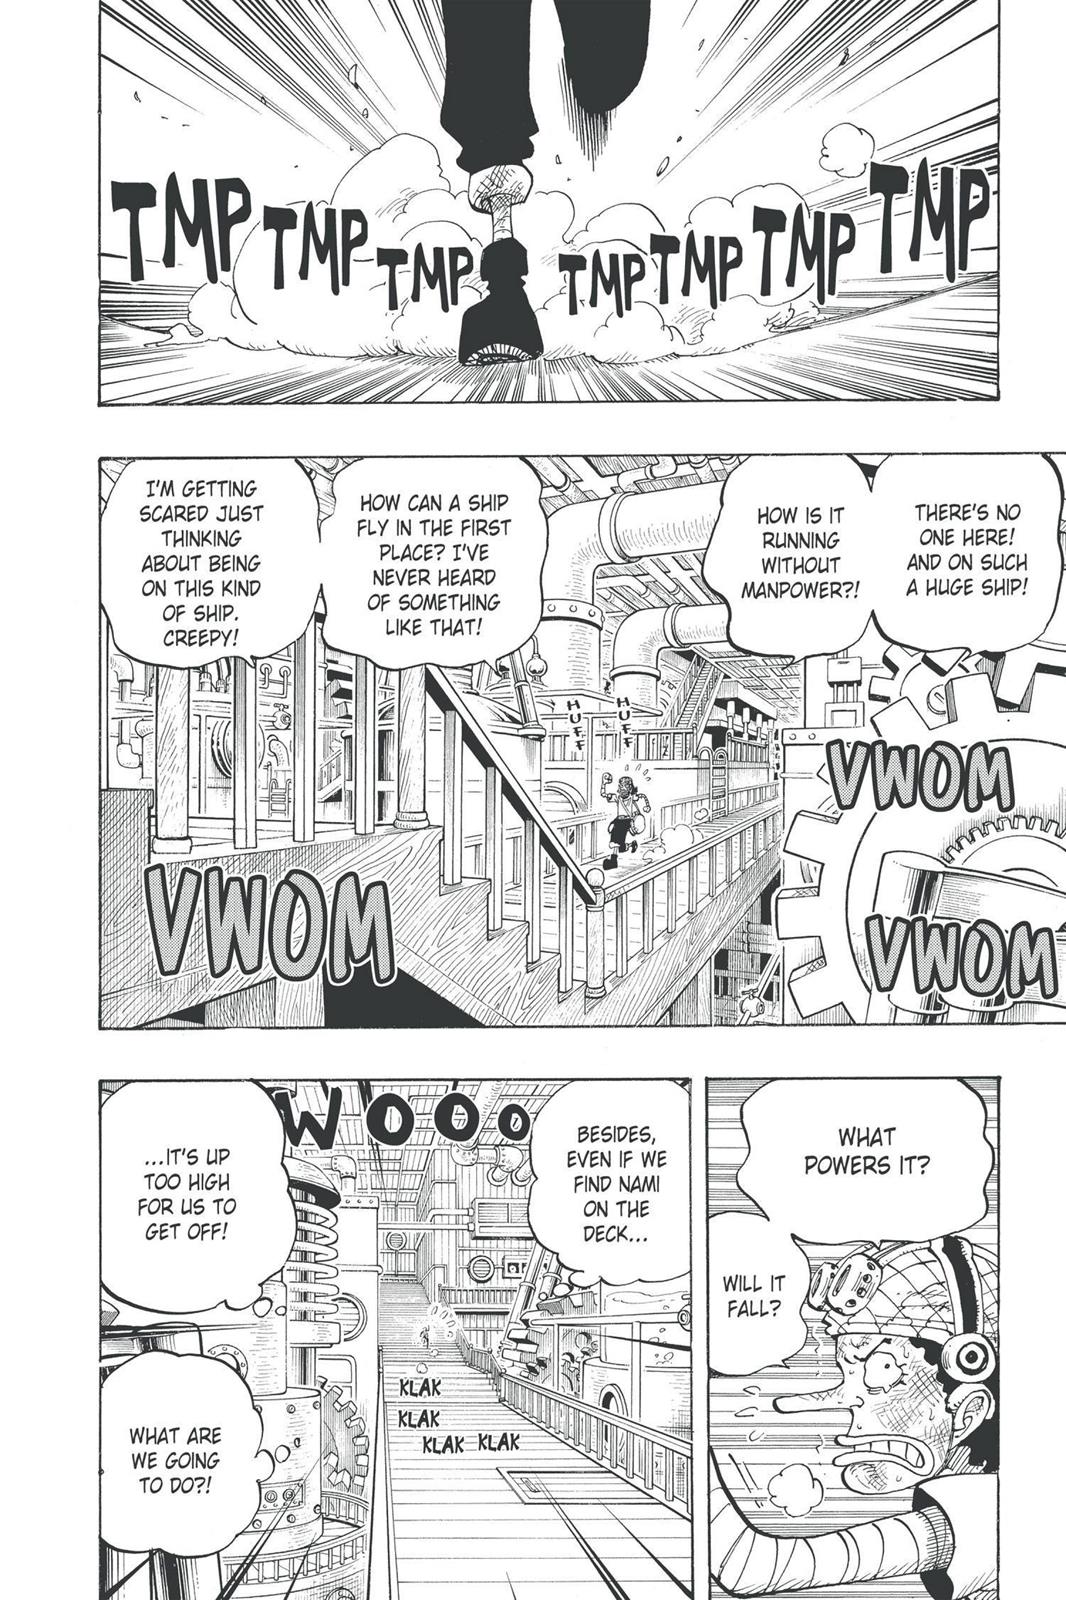 TMP
TMP
TMP
TMP
TMP
TMP
TMP
THERE'S NO
ONE HERE!
AND ON SUCH
A HUGE SHIP!
HOW IS IT
RUNNING
WITHOUT
MANPOWER?!
HOW CAN A SHIP
FLY IN THE FIRST
PLACE? I'VE
NEVER HEARD
OF SOMETHING
LIKE THAT!
I'M GETTING
SCARED JUST
THINKING
ABOUT BEING
ON THIS KIND
OF SHIP.
CREEPY!
HUFF
HUFF
VWOM
VWOM
VWOM
WHAT
POWERS IT?
WILL IT
FALL?
WOOO
BESIDES,
EVEN IF WE
FIND NAMI
ON THE
DECK...
...IT'S UP
TOO HIGH
FOR US TO
GET OFF!
KLAK
KLAK
KLAK KLAK
WHAT ARE
WE GOING
TO DO?!